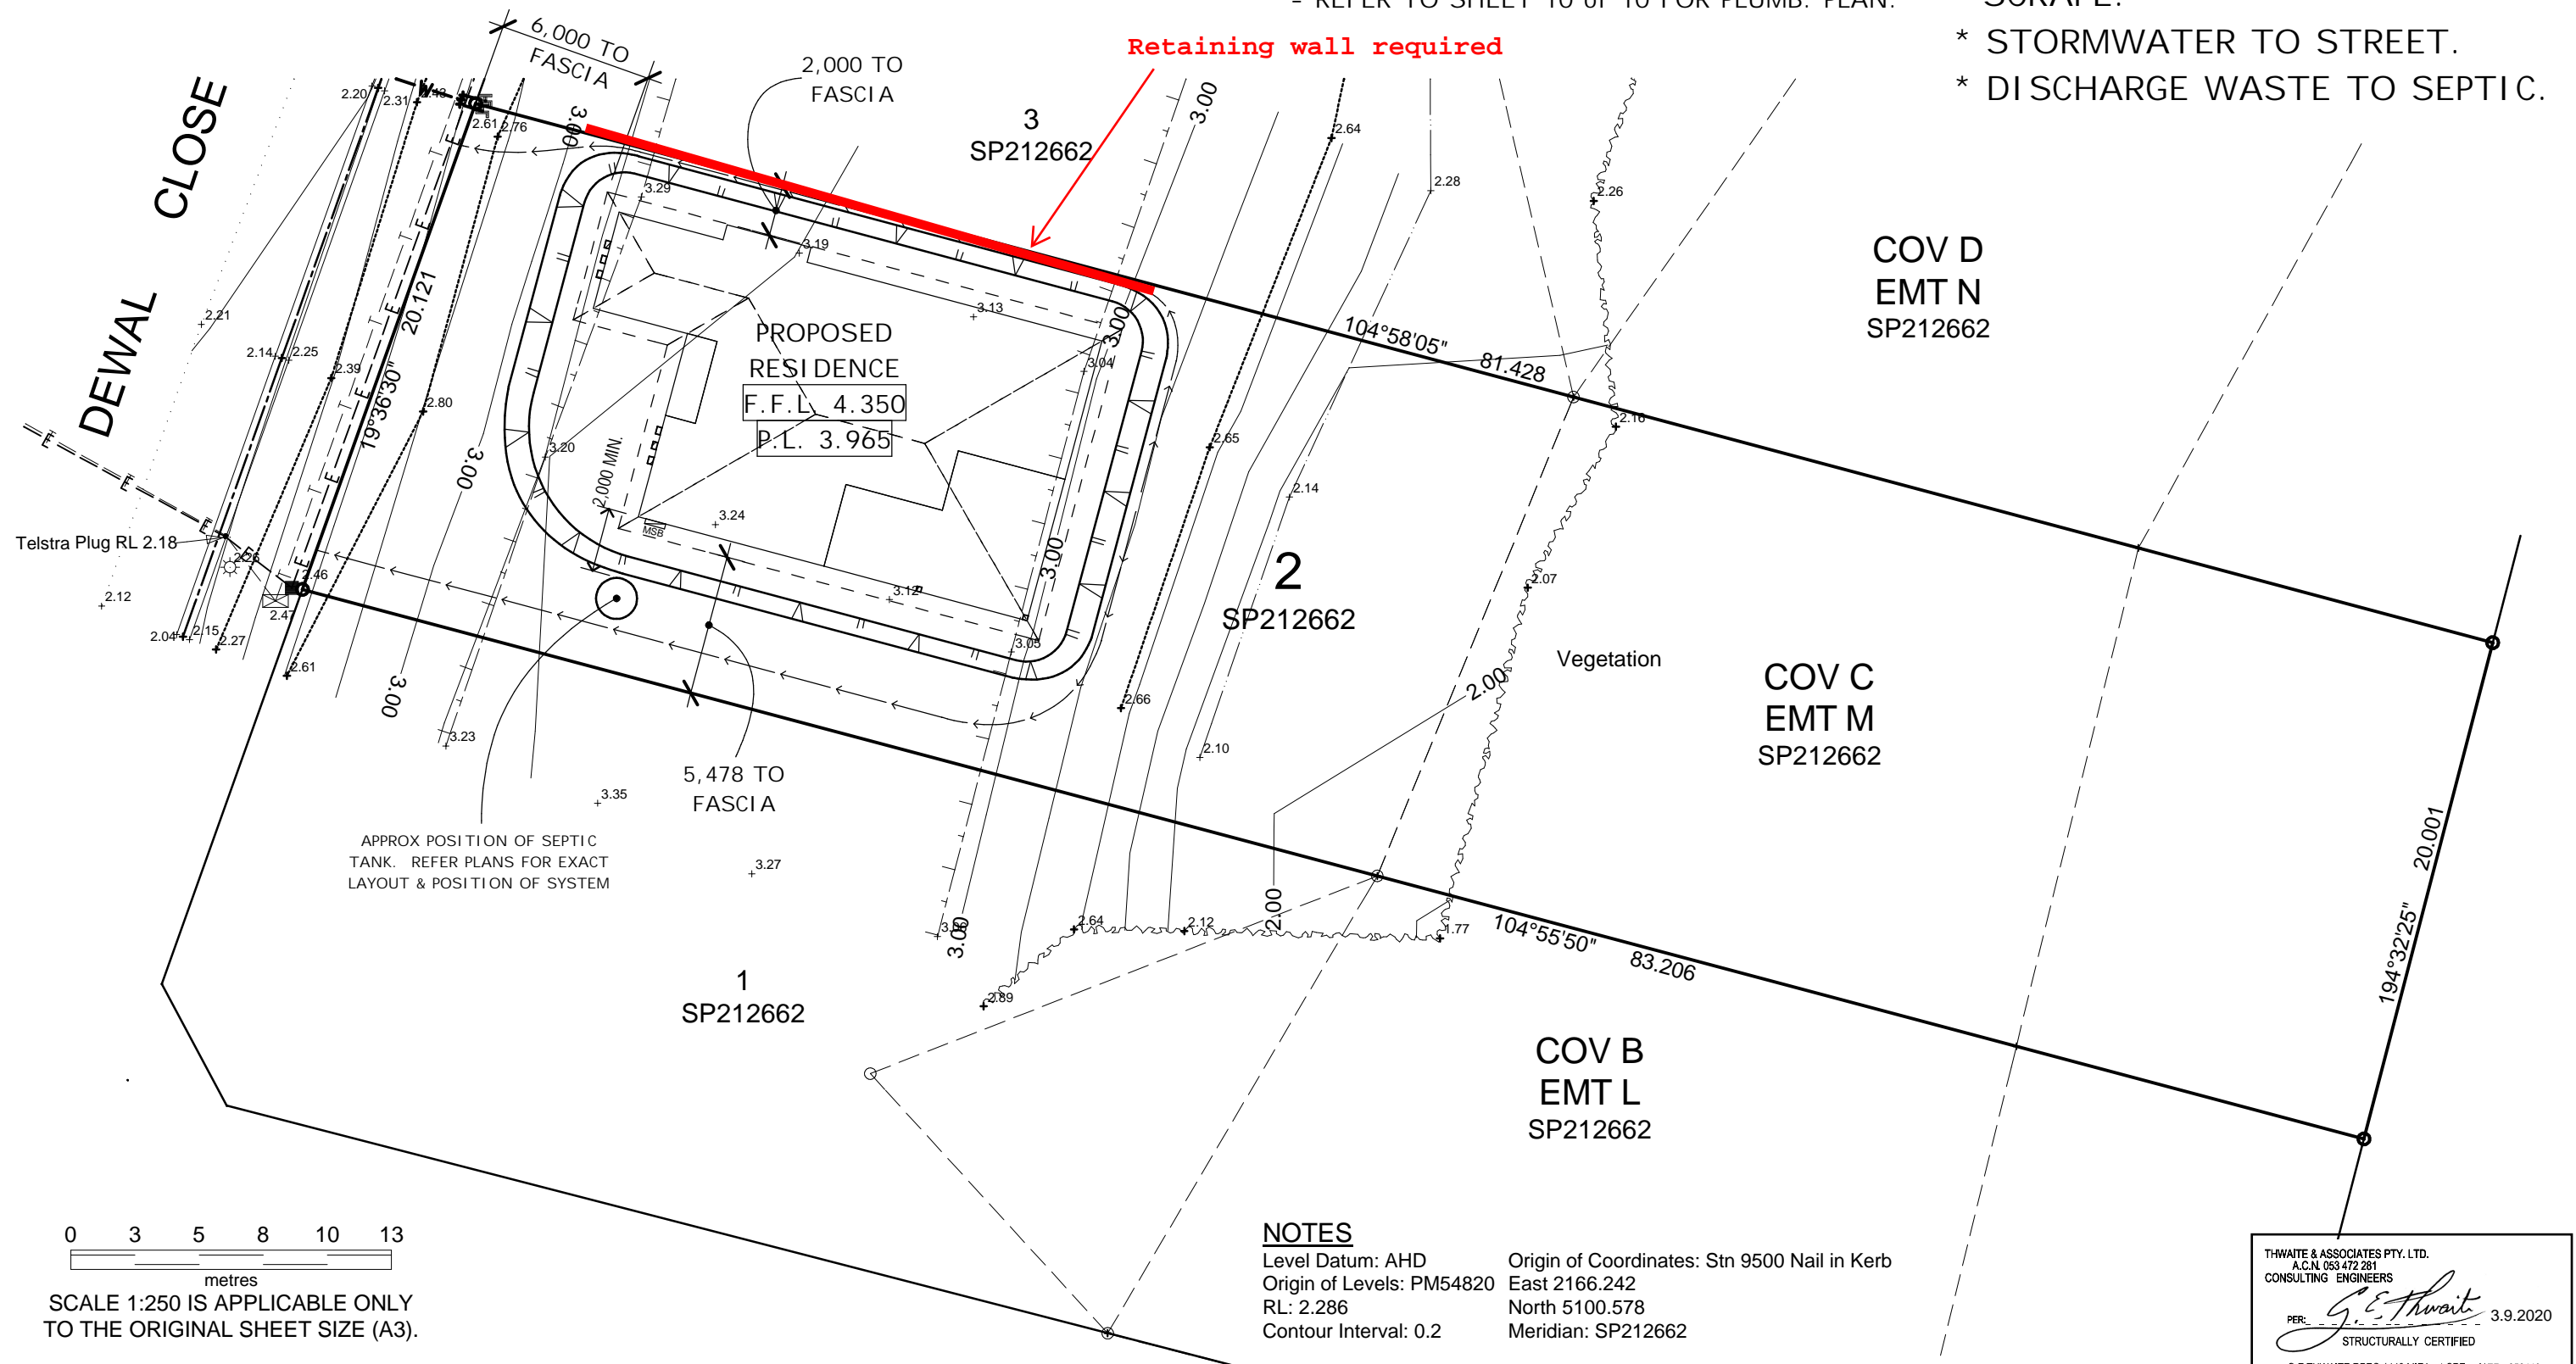 - REFER TO SHEET 10 oF 10 FOR PLUMB. PLAN.
* STORMWATER TO STREET.
* DISCHARGE WASTE TO SEPTIC.
Retaining wall required
6,000 TO
FASCIA
2,000 TO
FASCIA
3
SP212662
DEWAL CLOSE
2.20
2.31
2.43
2.61
2.76
3.00
3.00
2.64
2.28
2.26
3.29
3.19
3.13
3.04
3.00
COV D
EMT N
SP212662
2.21
2.14
2.25
2.39
2.80
20.121
19°36'30"
E
E
E
E
E
E
PROPOSED
RESIDENCE
F.F.L. 4.350
P.L. 3.965
104°58'05"
81.428
2.16
3.00
3.20
2,000 MIN.
MSB
3.24
3.12
3.00
3.05
2.65
2.14
2
SP212662
2.07
Telstra Plug RL 2.18
2.26
2.46
2.47
2.12
2.04
2.15
2.27
2.61
3.00
3.23
2.66
2.10
2.00
Vegetation
COV C
EMT M
SP212662
5,478 TO
FASCIA
3.35
3.27
APPROX POSITION OF SEPTIC
TANK. REFER PLANS FOR EXACT
LAYOUT & POSITION OF SYSTEM
3.00
2.64
2.12
2.00
1.77
2.89
104°55'50"
83.206
20.001
194°32'25"
1
SP212662
COV B
EMT L
SP212662
0 3 5 8 10 13
metres
SCALE 1:250 IS APPLICABLE ONLY
TO THE ORIGINAL SHEET SIZE (A3).
NOTES
Level Datum: AHD
Origin of Levels: PM54820
RL: 2.286
Contour Interval: 0.2
Origin of Coordinates: Stn 9500 Nail in Kerb
East 2166.242
North 5100.578
Meridian: SP212662
THWAITE & ASSOCIATES PTY. LTD.
A.C.N. 053 472 281
CONSULTING ENGINEERS
PER: G. E. Thwaite 3.9.2020
STRUCTURALLY CERTIFIED